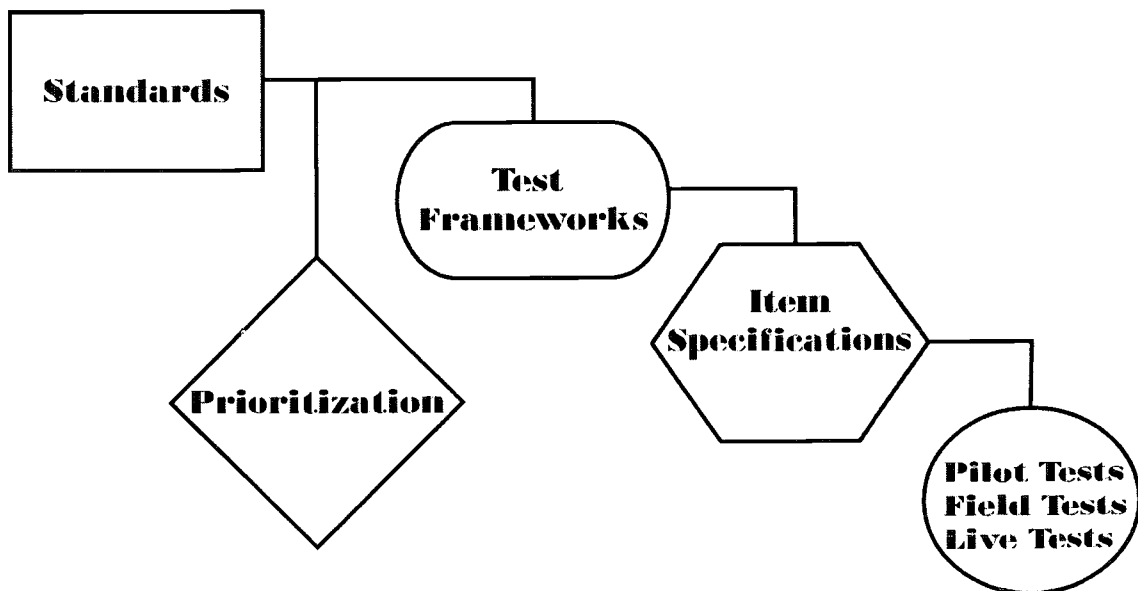 Standards
Test
Frameworks
Item
Specifications
Prioritization
Pilot Tests
Field Tests
Live Tests